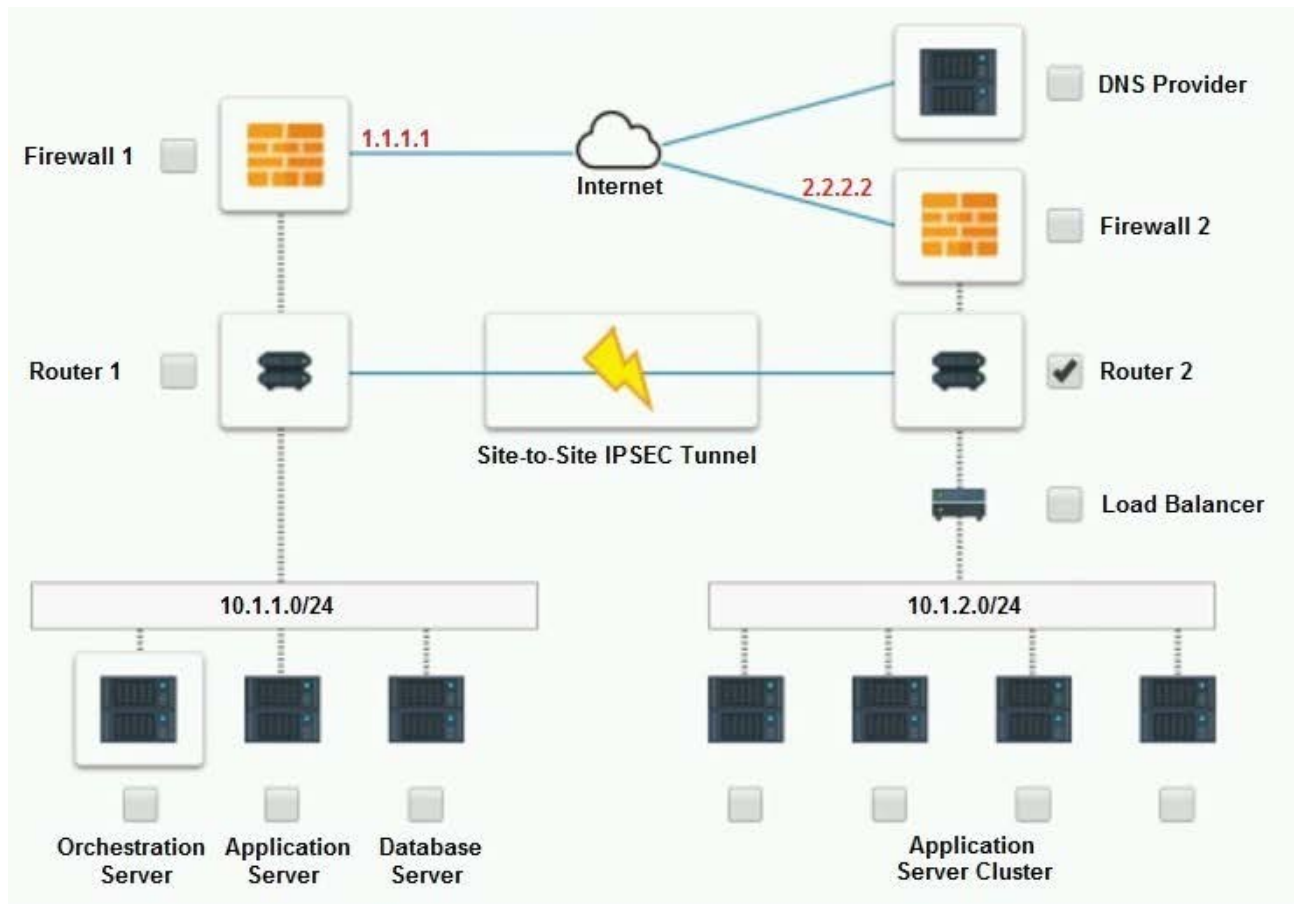 DNS Provider
Firewall 1
1.1.1.1
Internet
2.2.2.2
Firewall 2
Router 1
Router 2
Site-to-Site IPSEC Tunnel
Load Balancer
10.1.1.0/24
10.1.2.0/24
Orchestration
Server
Application
Server
Database
Server
Application
Server Cluster